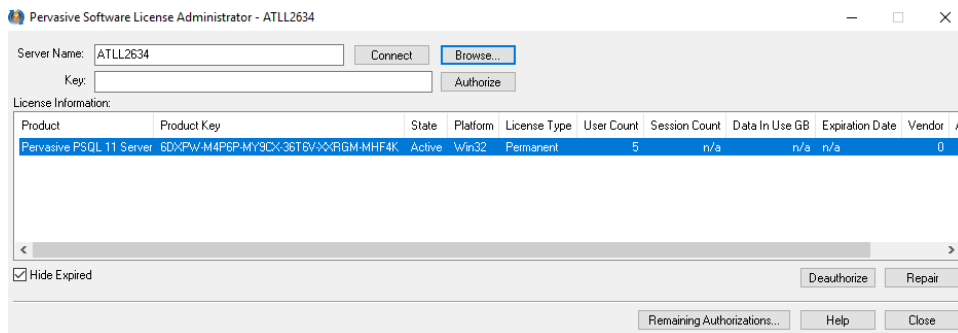 Pervasive Software License Administrator - ATLL2634
Server Name: ATLL2634 Connect Browse...
Key: Authorize
License Information:
Product Product Key State Platform License Type User Count Session Count Data In Use GB Expiration Date Vendor
Pervasive PSQL 11 Server 6DXPW-M4P6P-MY9CX-36T6V-XXRGM-MHF4K Active Win32 Permanent 5 n/a n/a n/a 0
Hide Expired Deauthorize Repair
Remaining Authorizations... Help Close